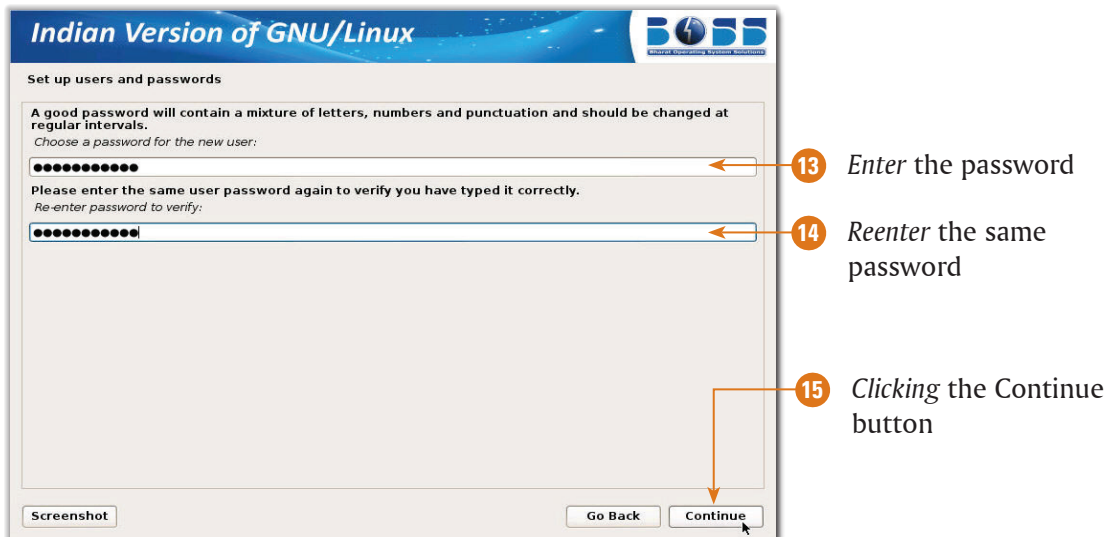 Indian Version of GNU/Linux
BOSS
Bharat Operating System Solutions
Set up users and passwords
A good password will contain a mixture of letters, numbers and punctuation and should be changed at
regular intervals.
Choose a password for the new user:
●●●●●●●●●●●
13 Enter the password
Please enter the same user password again to verify you have typed it correctly.
Re-enter password to verify:
●●●●●●●●●●●
14 Reenter the same
password
15 Clicking the Continue
button
Screenshot
Go Back
Continue